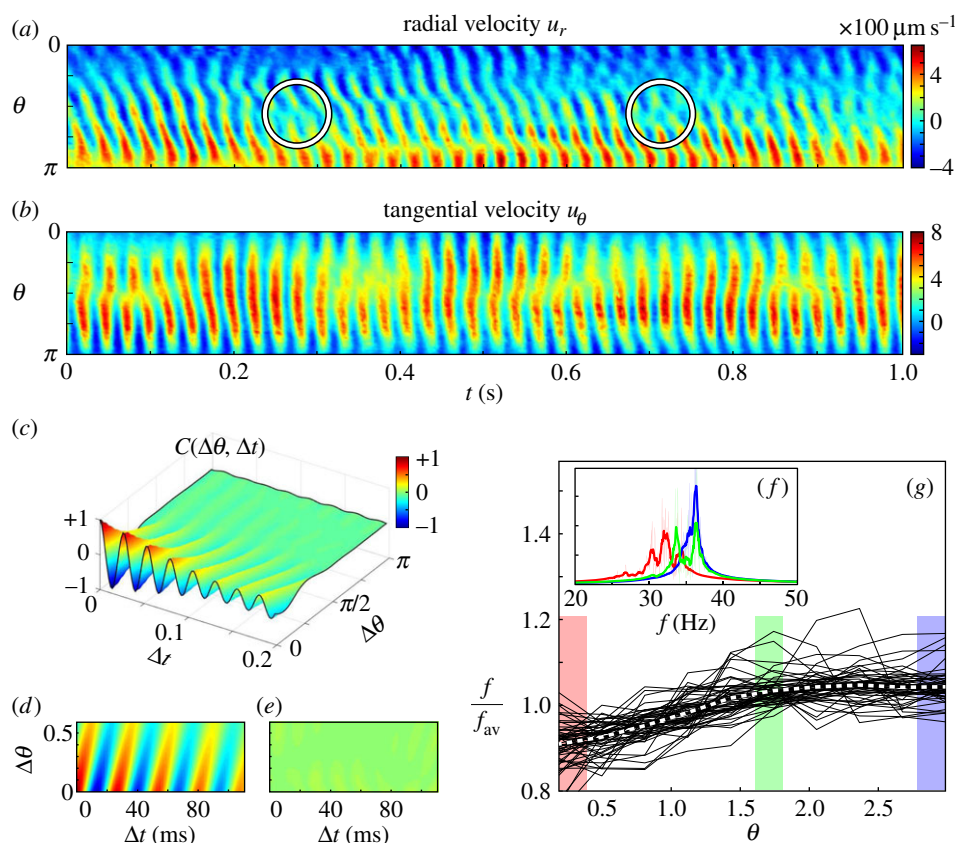 (a) radial velocity u_r ×100 μm s⁻¹
0
θ
π
4
0
–4
(b) tangential velocity u_θ
0
θ
π
8
4
0
0 0.2 0.4 0.6 0.8 1.0
t (s)
(c)
C(Δθ, Δt)
+1
0
–1
+1
0
–1
0 0.1 0.2
Δt
0 π/2 π
Δθ
(d)
0.5
0
Δθ
0 40 80
Δt (ms)
(e)
0 40 80
Δt (ms)
(f)
20 30 40 50
f (Hz)
(g)
1.4
1.2
1.0
0.8
f
f_av
0.5 1.0 1.5 2.0 2.5
θ